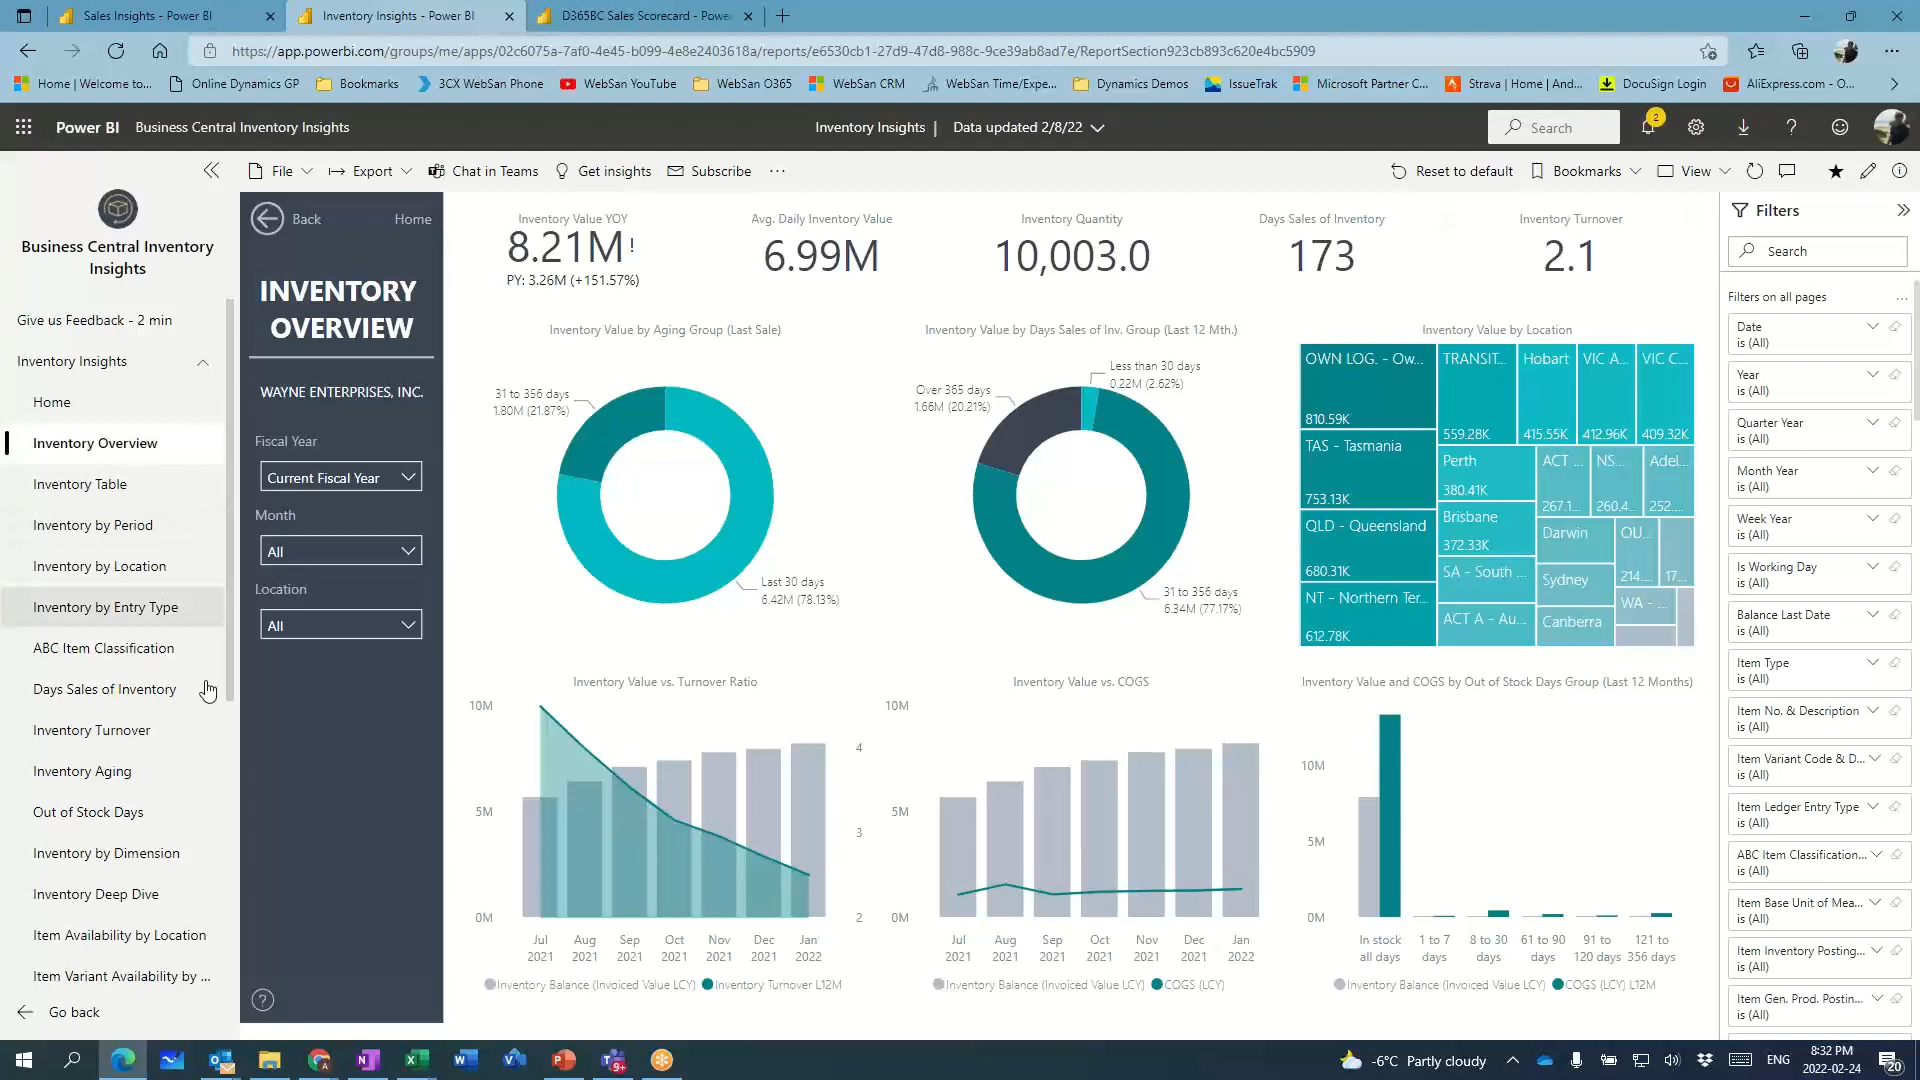 Sales Insights - Power BI
Inventory Insights - Power BI
D365BC Sales Scorecard - Powe
https://app.powerbi.com/groups/me/apps/02c6075a-7af0-4e45-b099-4e8e2403618a/reports/e6530cb1-27d9-47d8-988c-9ce39ab8ad7e/ReportSection923cb893c620e4bc5909
Home | Welcome to...
Online Dynamics GP
Bookmarks
3CX WebSan Phone
WebSan YouTube
WebSan O365
WebSan CRM
WebSan Time/Expe...
Dynamics Demos
IssueTrak
Microsoft Partner C...
Strava | Home | And...
DocuSign Login
AliExpress.com - O...
Power BI
Business Central Inventory Insights
Inventory Insights |
Data updated 2/8/22
Search
2
File
Export
Chat in Teams
Get insights
Subscribe
Reset to default
Bookmarks
View
Business Central Inventory
Insights
Give us Feedback - 2 min
Inventory Insights
Home
Inventory Overview
Inventory Table
Inventory by Period
Inventory by Location
Inventory by Entry Type
ABC Item Classification
Days Sales of Inventory
Inventory Turnover
Inventory Aging
Out of Stock Days
Inventory by Dimension
Inventory Deep Dive
Item Availability by Location
Item Variant Availability by ...
Go back
Back
Home
INVENTORY
OVERVIEW
WAYNE ENTERPRISES, INC.
Fiscal Year
Current Fiscal Year
Month
All
Location
All
?
Inventory Value YOY
8.21M!
PY: 3.26M (+151.57%)
Avg. Daily Inventory Value
6.99M
Inventory Quantity
10,003.0
Days Sales of Inventory
173
Inventory Turnover
2.1
Inventory Value by Aging Group (Last Sale)
31 to 356 days
1.80M (21.87%)
Last 30 days
6.42M (78.13%)
Inventory Value by Days Sales of Inv. Group (Last 12 Mth.)
Less than 30 days
0.22M (2.62%)
Over 365 days
1.66M (20.21%)
31 to 356 days
6.34M (77.17%)
Inventory Value by Location
OWN LOG. - Ow...
810.59K
TAS - Tasmania
753.13K
QLD - Queensland
680.31K
NT - Northern Ter...
612.78K
TRANSIT...
559.28K
Hobart
415.55K
VIC A...
412.96K
VIC C...
409.32K
Perth
380.41K
Brisbane
372.33K
SA - South ...
ACT A - Au...
ACT ...
267.1...
NS...
260.4...
Adel...
252....
Darwin
Sydney
Canberra
OU...
214....
17...
WA - ...
Inventory Value vs. Turnover Ratio
10M
5M
0M
4
3
2
Jul
2021
Aug
2021
Sep
2021
Oct
2021
Nov
2021
Dec
2021
Jan
2022
Inventory Balance (Invoiced Value LCY)
Inventory Turnover L12M
Inventory Value vs. COGS
10M
5M
0M
Jul
2021
Aug
2021
Sep
2021
Oct
2021
Nov
2021
Dec
2021
Jan
2022
Inventory Balance (Invoiced Value LCY)
COGS (LCY)
Inventory Value and COGS by Out of Stock Days Group (Last 12 Months)
10M
5M
0M
In stock
all days
1 to 7
days
8 to 30
days
61 to 90
days
91 to
120 days
121 to
356 days
Inventory Balance (Invoiced Value LCY)
COGS (LCY) L12M
Filters
Search
Filters on all pages
Date
is (All)
Year
is (All)
Quarter Year
is (All)
Month Year
is (All)
Week Year
is (All)
Is Working Day
is (All)
Balance Last Date
is (All)
Item Type
is (All)
Item No. & Description
is (All)
Item Variant Code & D...
is (All)
Item Ledger Entry Type
is (All)
ABC Item Classification...
is (All)
Item Base Unit of Mea...
is (All)
Item Inventory Posting...
is (All)
Item Gen. Prod. Postin...
is (All)
9+
-6°C Partly cloudy
ENG
8:32 PM
2022-02-24
20